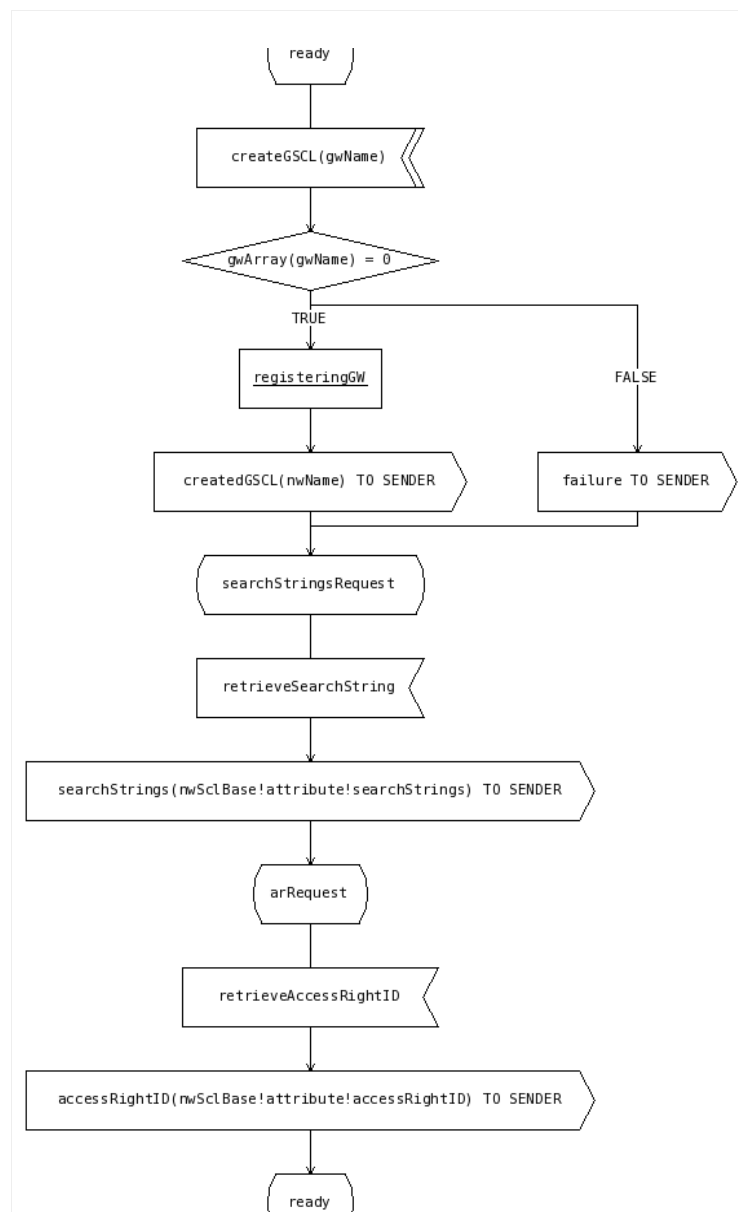 ready
createGSCL(gwName)
gwArray(gwName) = 0
TRUE
registeringGW
FALSE
createdGSCL(nwName) TO SENDER
failure TO SENDER
searchStringsRequest
retrieveSearchString
searchStrings(nwSclBase!attribute!searchStrings) TO SENDER
arRequest
retrieveAccessRightID
accessRightID(nwSclBase!attribute!accessRightID) TO SENDER
ready